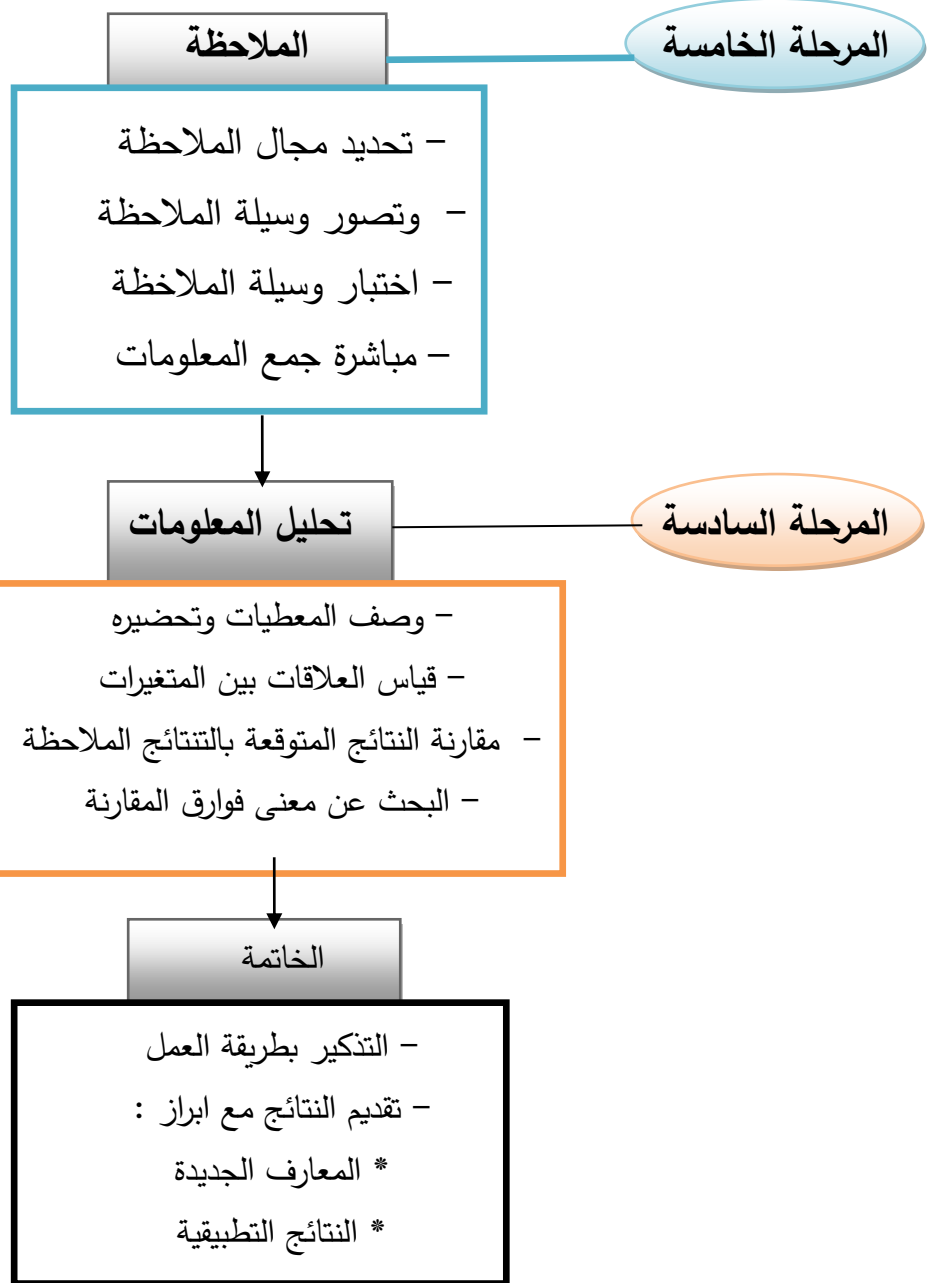 المرحلة الخامسة
الملاحظة
– تحديد مجال الملاحظة
– وتصور وسيلة الملاحظة
– اختبار وسيلة الملاخظة
– مباشرة جمع المعلومات
المرحلة السادسة
تحليل المعلومات
– وصف المعطيات وتحضيره
– قياس العلاقات بين المتغيرات
– مقارنة النتائج المتوقعة بالتنتائج الملاحظة
– البحث عن معنى فوارق المقارنة
الخاتمة
– التذكير بطريقة العمل
– تقديم النتائج مع ابراز :
* المعارف الجديدة
* النتائج التطبيقية